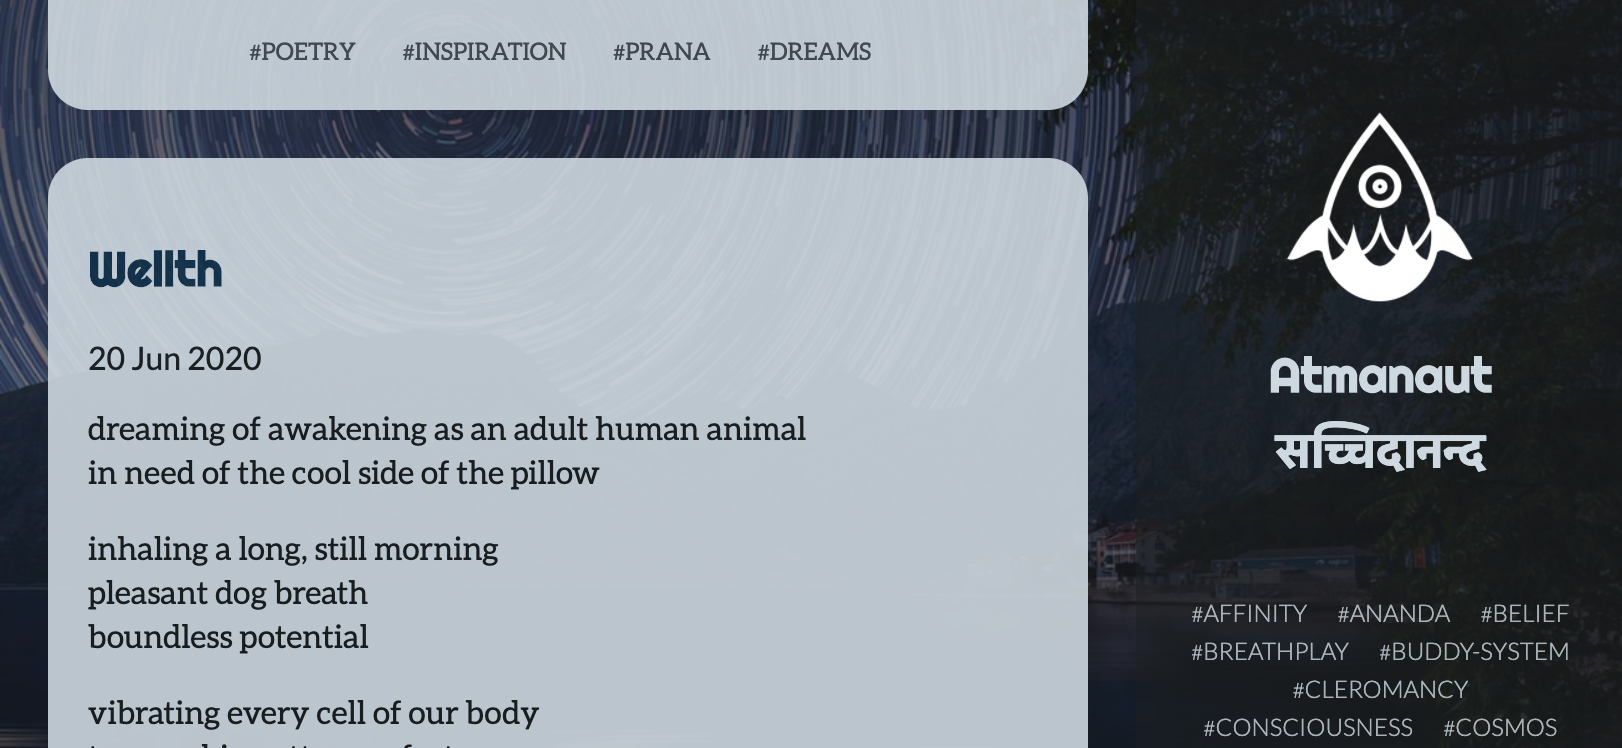 #POETRY #INSPIRATION #PRANA #DREAMS
Wellth
20 Jun 2020
dreaming of awakening as an adult human animal
in need of the cool side of the pillow
inhaling a long, still morning
pleasant dog breath
boundless potential
vibrating every cell of our body
Atmanaut
सच्चिदानन्द
#AFFINITY #ANANDA #BELIEF
#BREATHPLAY #BUDDY-SYSTEM
#CLEROMANCY
#CONSCIOUSNESS #COSMOS